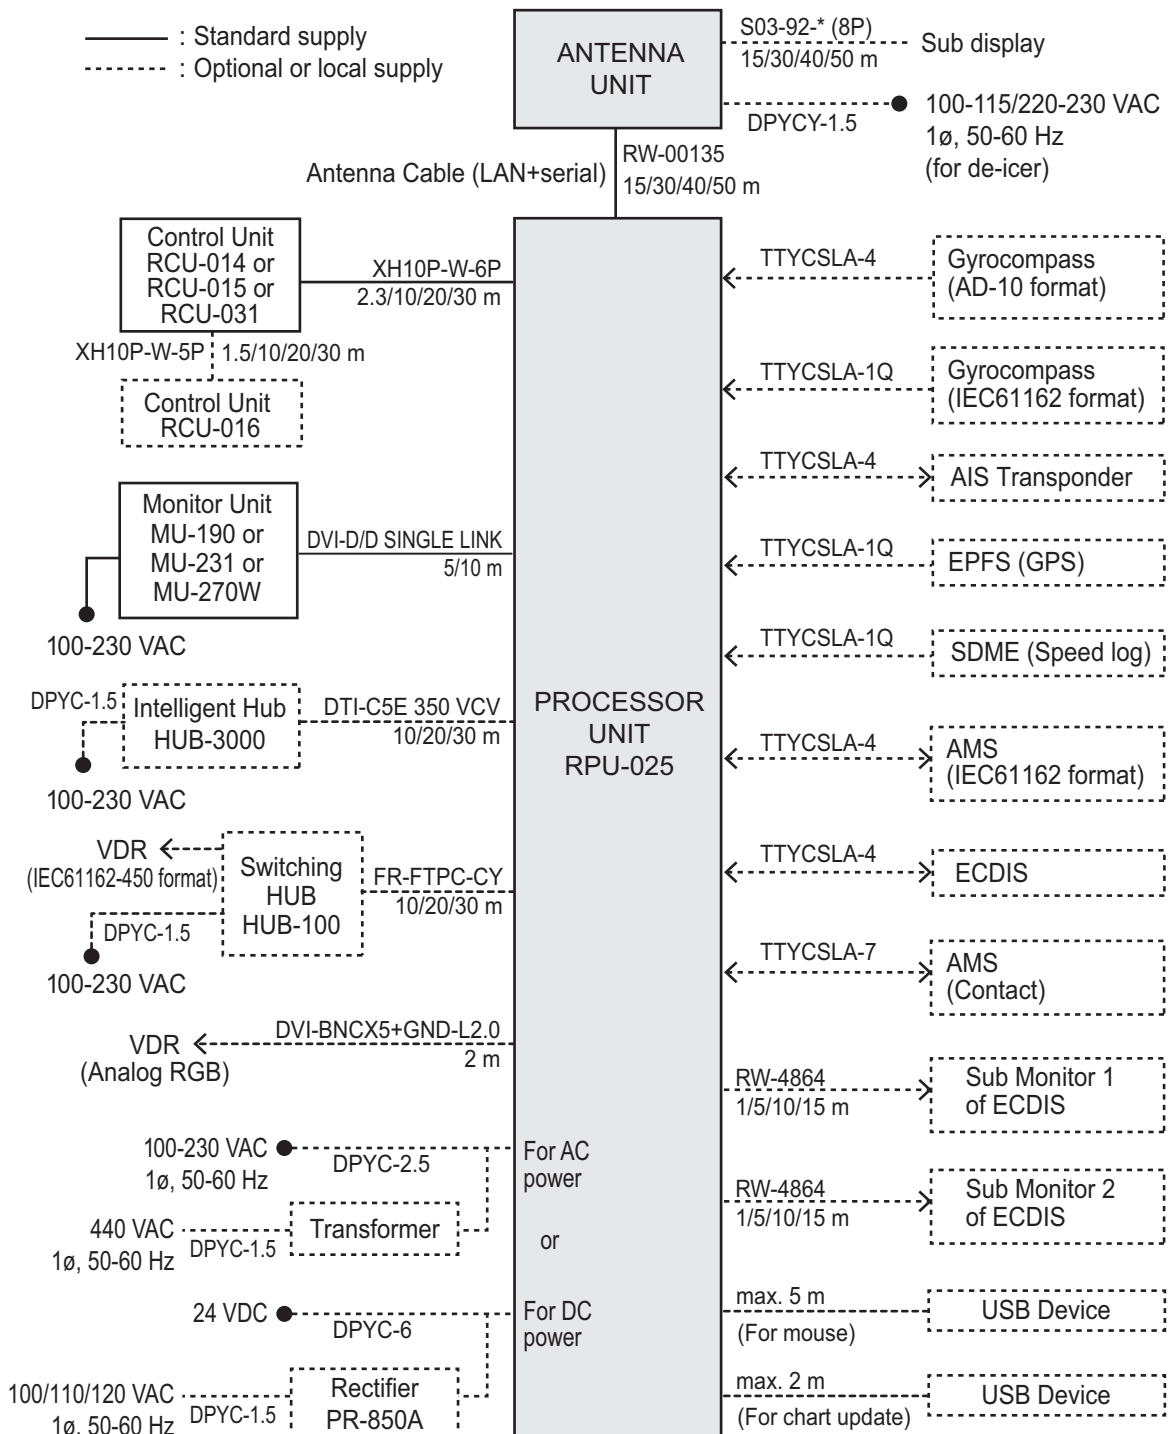 : Standard supply
: Optional or local supply
ANTENNA
UNIT
S03-92-* (8P)
15/30/40/50 m
Sub display
DPYCY-1.5
100-115/220-230 VAC
1ø, 50-60 Hz
(for de-icer)
Antenna Cable (LAN+serial)
RW-00135
15/30/40/50 m
Control Unit
RCU-014 or
RCU-015 or
RCU-031
XH10P-W-6P
2.3/10/20/30 m
XH10P-W-5P
1.5/10/20/30 m
Control Unit
RCU-016
Monitor Unit
MU-190 or
MU-231 or
MU-270W
DVI-D/D SINGLE LINK
5/10 m
100-230 VAC
DPYC-1.5
Intelligent Hub
HUB-3000
DTI-C5E 350 VCV
10/20/30 m
100-230 VAC
VDR
(IEC61162-450 format)
Switching
HUB
HUB-100
FR-FTPC-CY
10/20/30 m
DPYC-1.5
100-230 VAC
VDR
(Analog RGB)
DVI-BNCX5+GND-L2.0
2 m
100-230 VAC
1ø, 50-60 Hz
DPYC-2.5
For AC
power
440 VAC
1ø, 50-60 Hz
DPYC-1.5
Transformer
or
24 VDC
DPYC-6
For DC
power
100/110/120 VAC
1ø, 50-60 Hz
DPYC-1.5
Rectifier
PR-850A
PROCESSOR
UNIT
RPU-025
TTYCSLA-4
Gyrocompass
(AD-10 format)
TTYCSLA-1Q
Gyrocompass
(IEC61162 format)
TTYCSLA-4
AIS Transponder
TTYCSLA-1Q
EPFS (GPS)
TTYCSLA-1Q
SDME (Speed log)
TTYCSLA-4
AMS
(IEC61162 format)
TTYCSLA-4
ECDIS
TTYCSLA-7
AMS
(Contact)
RW-4864
1/5/10/15 m
Sub Monitor 1
of ECDIS
RW-4864
1/5/10/15 m
Sub Monitor 2
of ECDIS
max. 5 m
(For mouse)
USB Device
max. 2 m
(For chart update)
USB Device